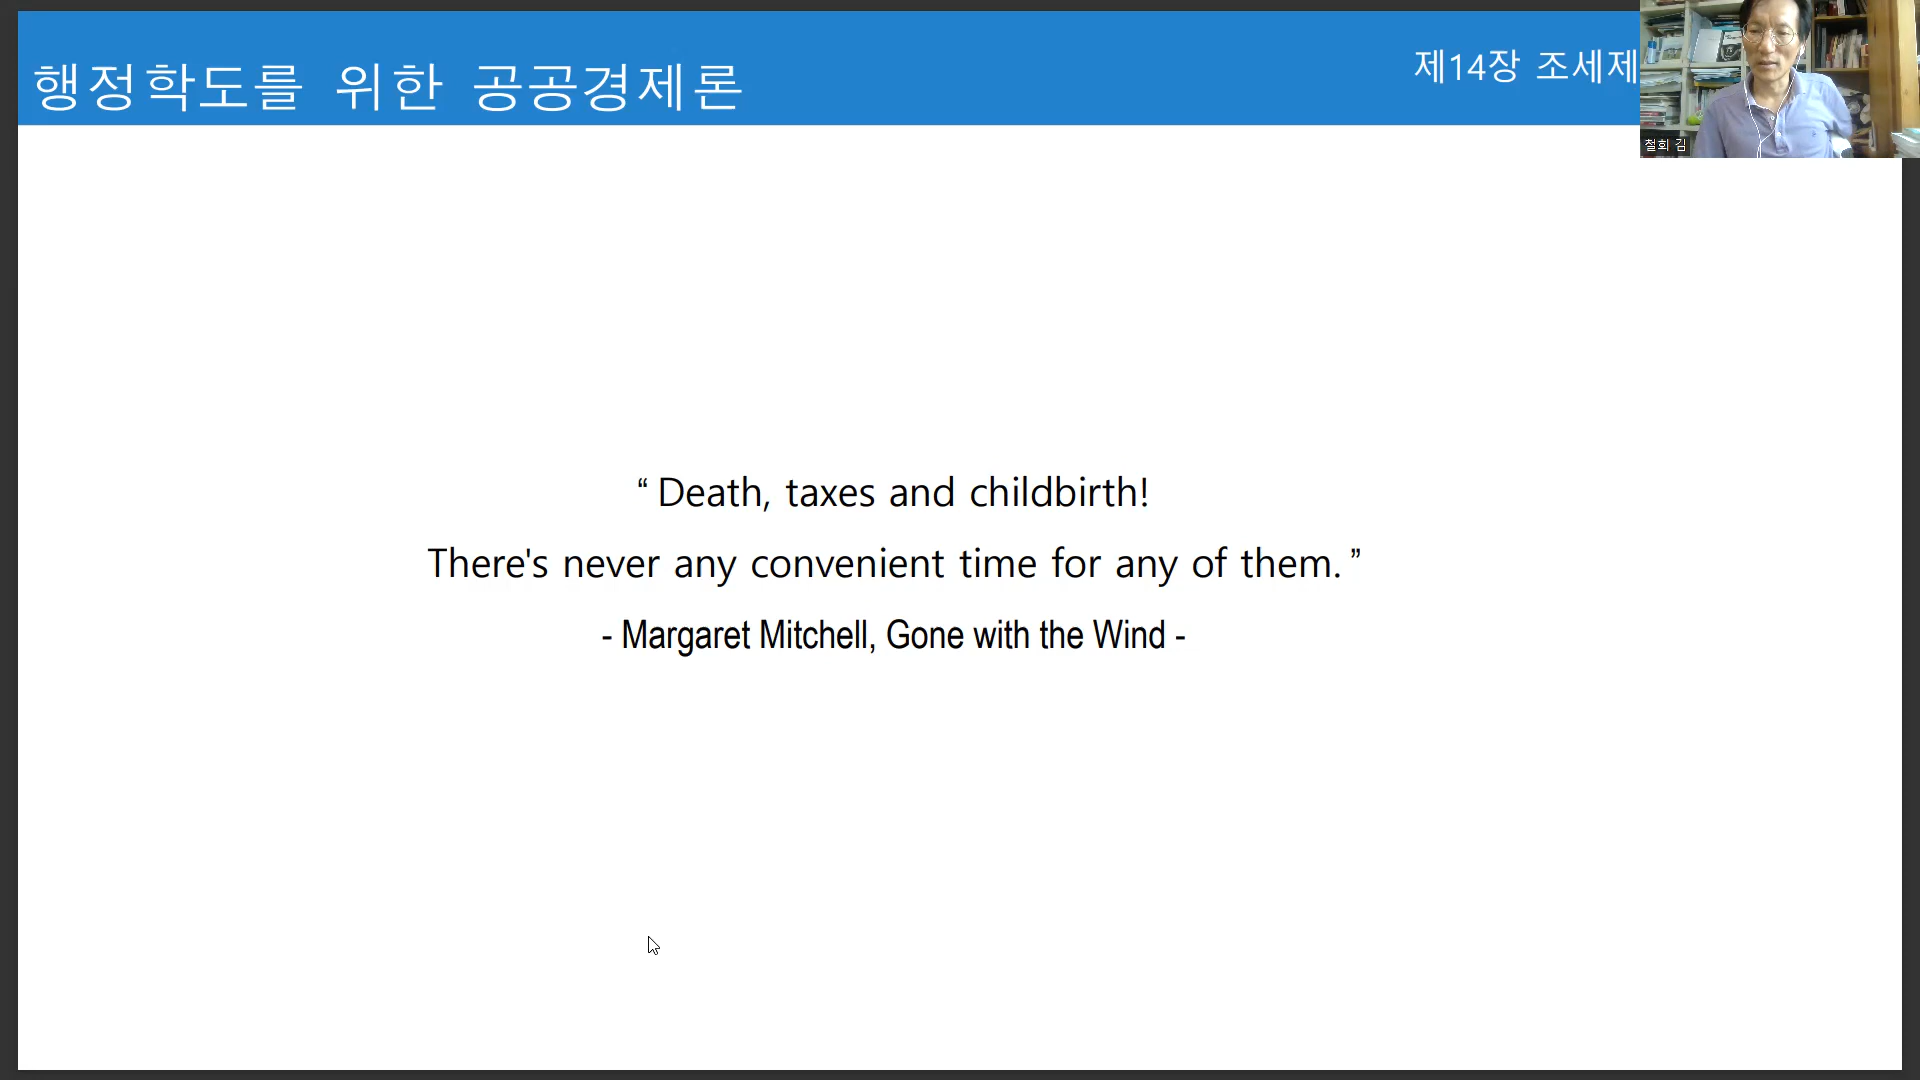 행정학도를 위한 공공경제론
제14장 조세제
철회 김
“ Death, taxes and childbirth!
There's never any convenient time for any of them. ”
- Margaret Mitchell, Gone with the Wind -